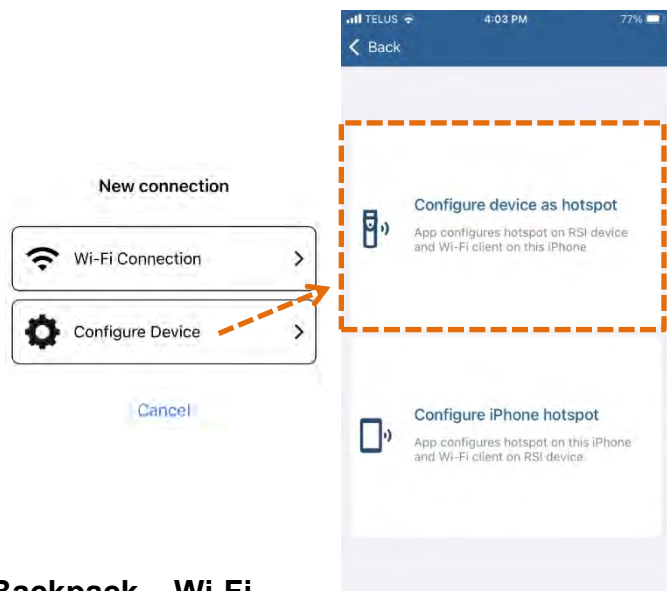 New connection
Wi-Fi Connection
Configure Device
Cancel
TELUS 4:03 PM 77%
Back
Configure device as hotspot
App configures hotspot on RSI device
and Wi-Fi client on this iPhone
Configure iPhone hotspot
App configures hotspot on this iPhone
and Wi-Fi client on RSI device
Backpack Wi-Fi